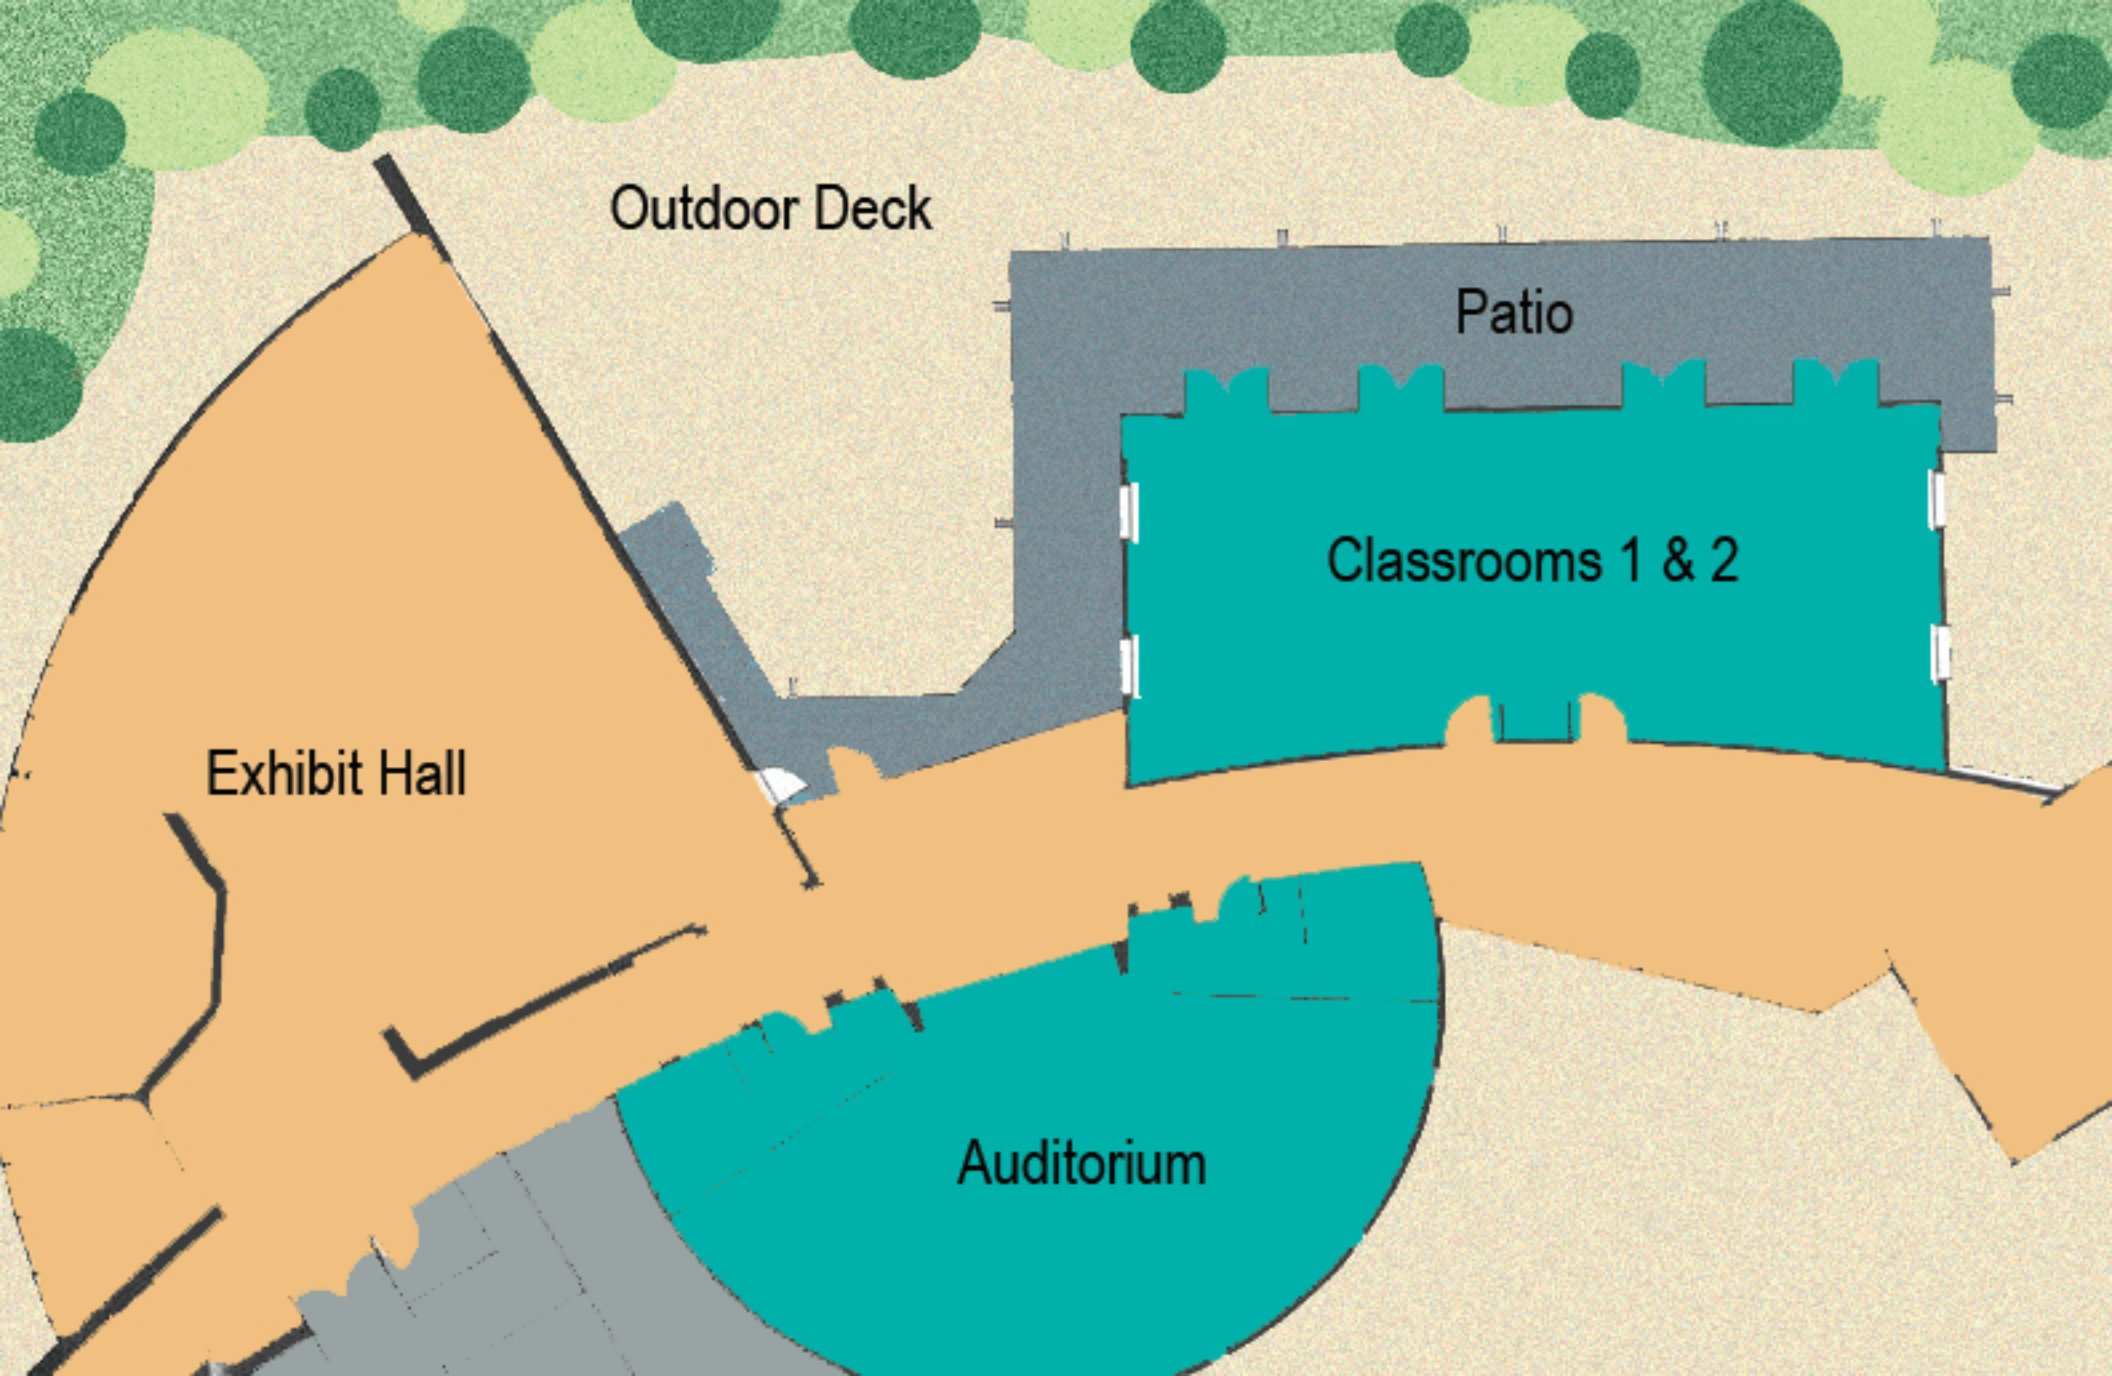 Outdoor Deck
Patio
Classrooms 1 & 2
Exhibit Hall
Auditorium